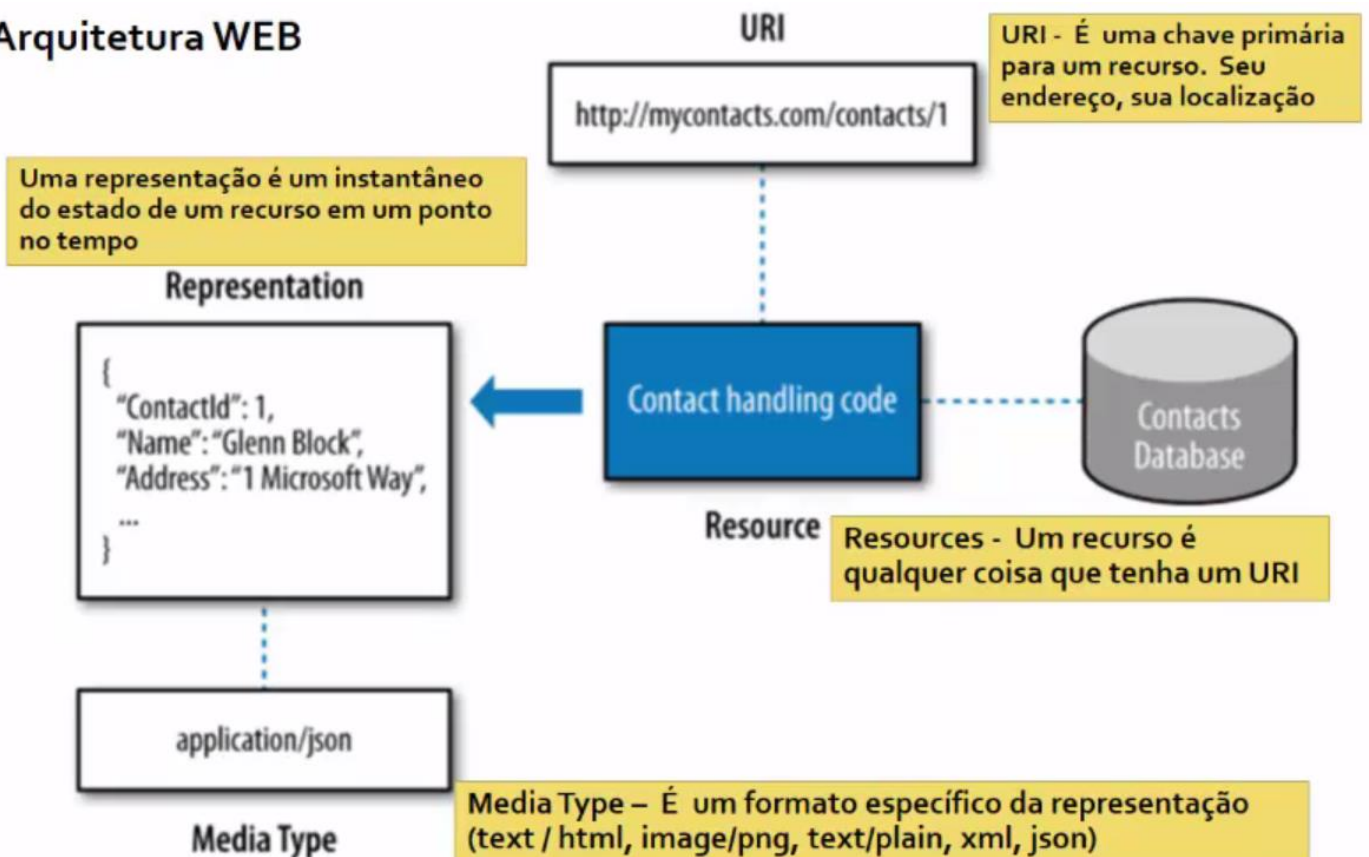 Arquitetura WEB
URI
http://mycontacts.com/contacts/1
URI - É uma chave primária
para um recurso. Seu
endereço, sua localização
Uma representação é um instantâneo
do estado de um recurso em um ponto
no tempo
Representation
{
"ContactId": 1,
"Name": "Glenn Block",
"Address": "1 Microsoft Way",
...
}
Contact handling code
Contacts
Database
Resource
Resources - Um recurso é
qualquer coisa que tenha um URI
application/json
Media Type
Media Type – É um formato específico da representação
(text / html, image/png, text/plain, xml, json)